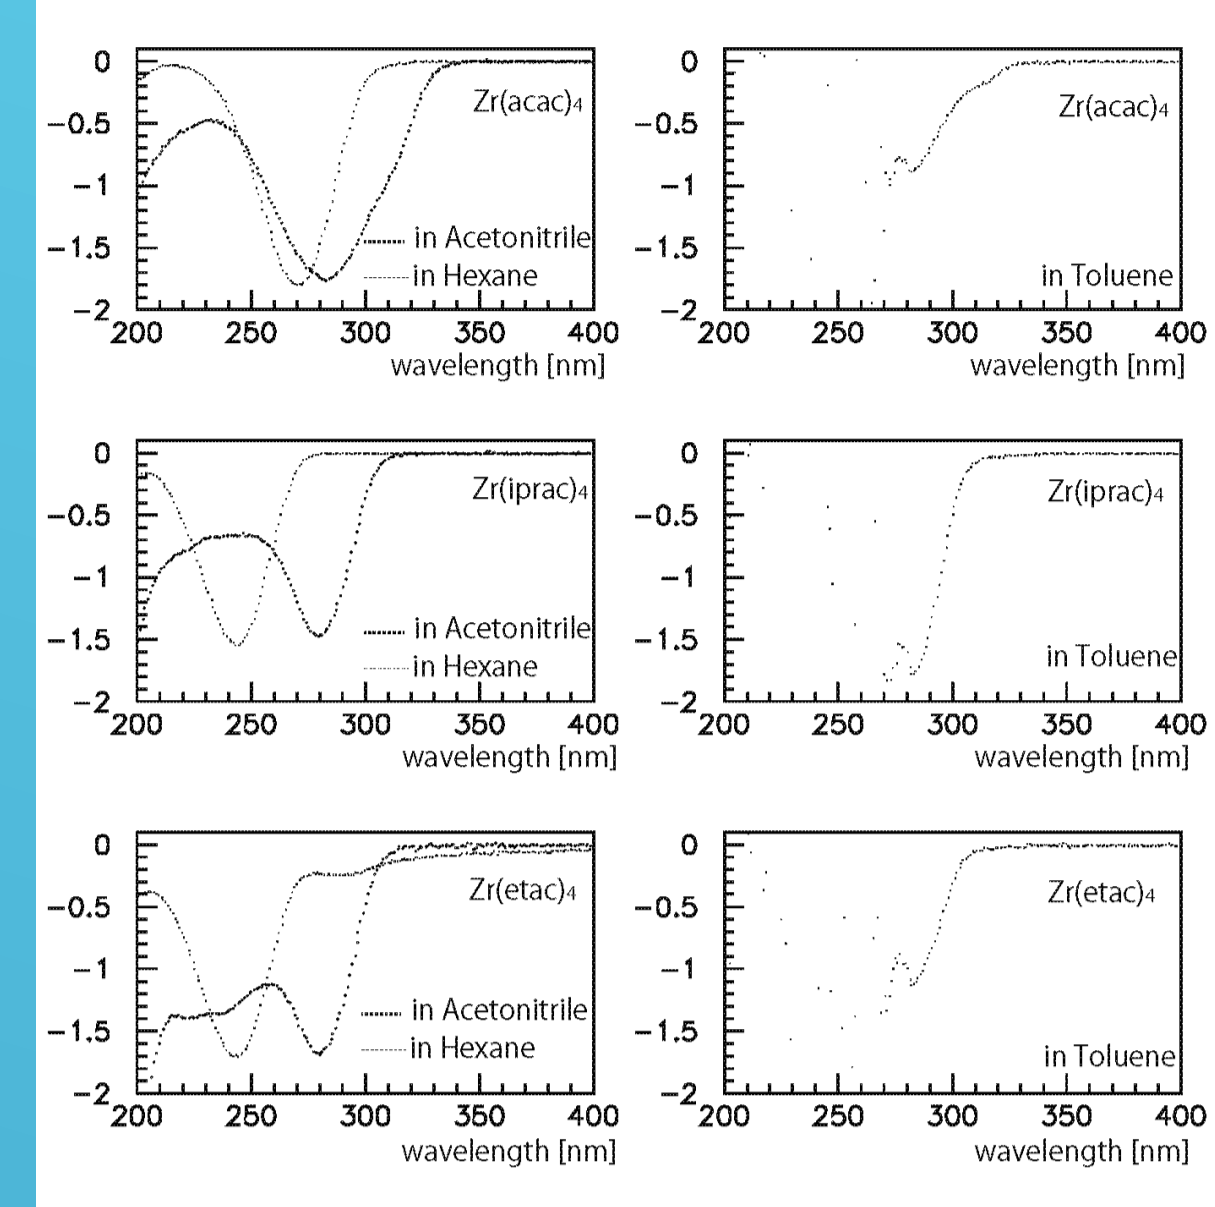 0
Zr(acac)4
−0.5
−1
in Acetonitrile
−1.5
in Hexane
−2
200 250 300 350 400
wavelength [nm]
0
Zr(acac)4
−0.5
−1
−1.5
in Toluene
−2
200 250 300 350 400
wavelength [nm]
0
Zr(iprac)4
−0.5
−1
in Acetonitrile
−1.5
in Hexane
−2
200 250 300 350 400
wavelength [nm]
0
Zr(iprac)4
−0.5
−1
−1.5
in Toluene
−2
200 250 300 350 400
wavelength [nm]
0
Zr(etac)4
−0.5
−1
in Acetonitrile
−1.5
in Hexane
−2
200 250 300 350 400
wavelength [nm]
0
Zr(etac)4
−0.5
−1
−1.5
in Toluene
−2
200 250 300 350 400
wavelength [nm]